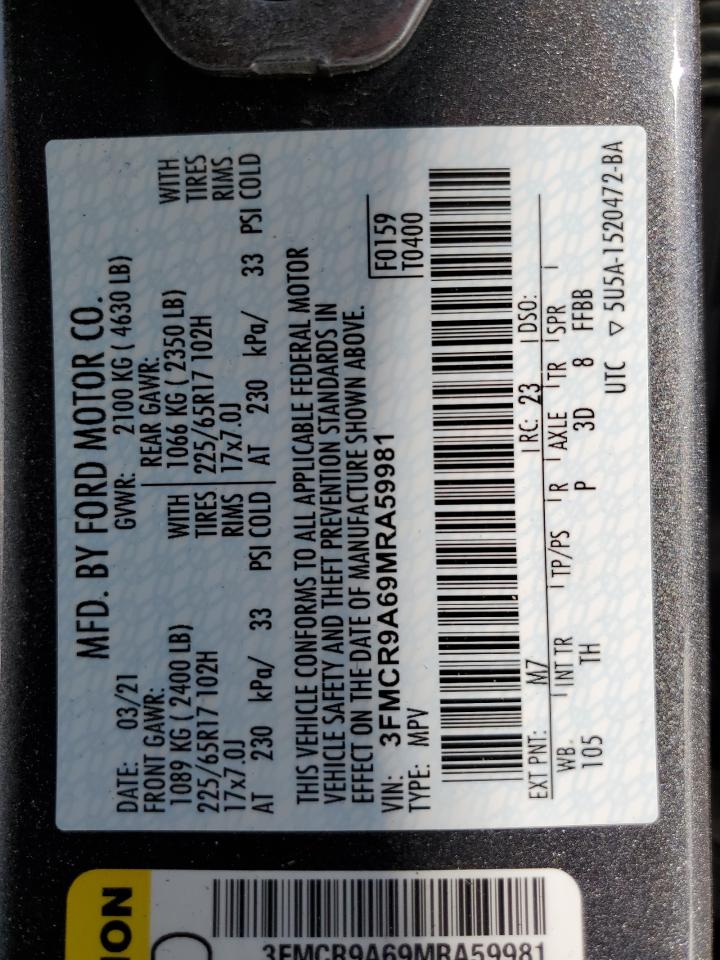 MFD. BY FORD MOTOR CO.
DATE: 03/21 GVWR: 2100 KG ( 4630 LB)
FRONT GAWR: REAR GAWR:
1089 KG ( 2400 LB) WITH 1066 KG ( 2350 LB) WITH
225/65R17 102H TIRES 225/65R17 102H TIRES
17x7.0J RIMS 17x7.0J RIMS
AT 230 kPa/ 33 PSI COLD AT 230 kPa/ 33 PSI COLD
THIS VEHICLE CONFORMS TO ALL APPLICABLE FEDERAL MOTOR
VEHICLE SAFETY AND THEFT PREVENTION STANDARDS IN
EFFECT ON THE DATE OF MANUFACTURE SHOWN ABOVE.
VIN: 3FMCR9A69MRA59981 F0159
TYPE: MPV T0400
EXT PNT: M7 RC: 23 DSO:
WB INT TR TP/PS R AXLE TR SPR
105 TH P 3D 8 FFBB
UTC ▽ 5U5A-1520472-BA
ION
3FMCR9A69MRA59981